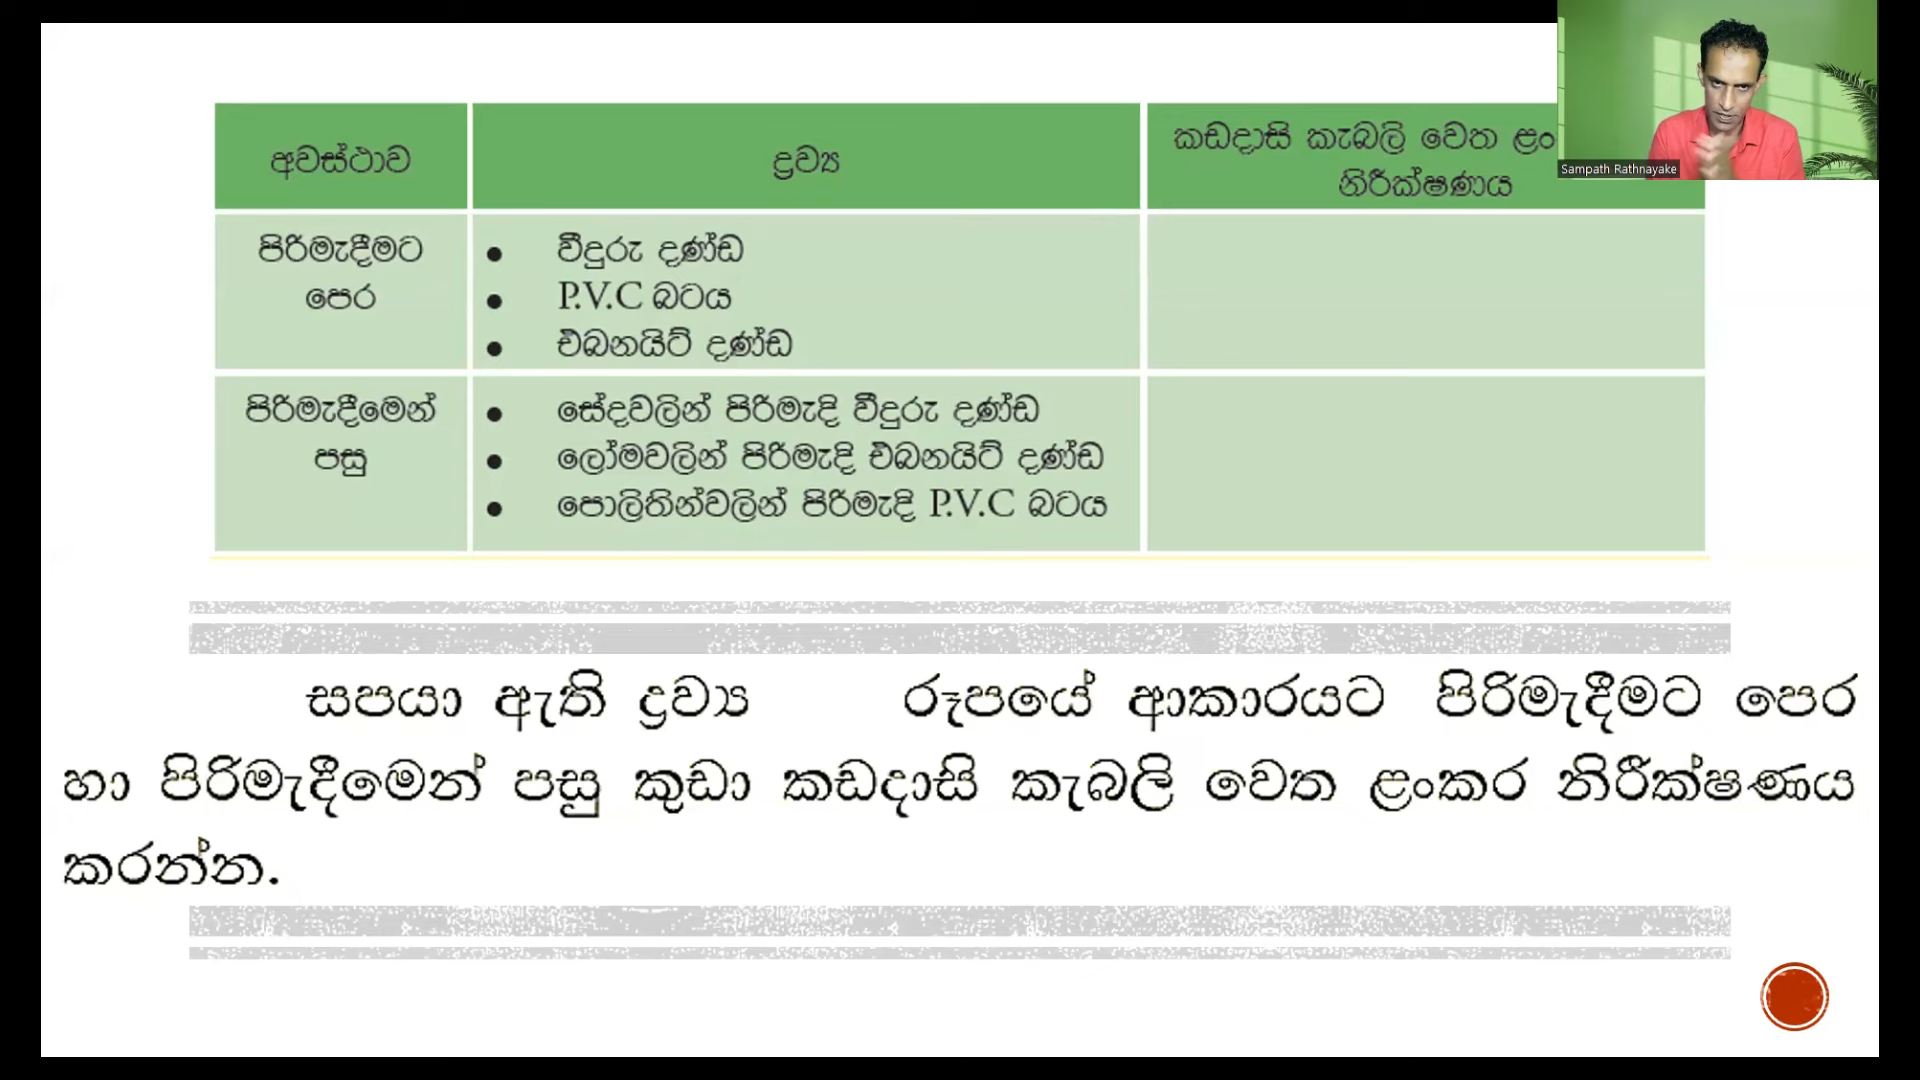 Sampath Rathnayake
අවස්ථාව
ද්‍රව්‍ය
කඩදාසි කැබලි වෙත ළං
නිරීක්ෂණය
පිරිමැදීමට
පෙර
• වීදුරු දණ්ඩ
• P.V.C බටය
• එබනයිට් දණ්ඩ
පිරිමැදීමෙන්
පසු
• සේදවලින් පිරිමැදි වීදුරු දණ්ඩ
• ලෝමවලින් පිරිමැදි එබනයිට් දණ්ඩ
• පොලිතින්වලින් පිරිමැදි P.V.C බටය
සපයා ඇති ද්‍රව්‍ය රූපයේ ආකාරයට පිරිමැදීමට පෙර
හා පිරිමැදීමෙන් පසු කුඩා කඩදාසි කැබලි වෙත ළංකර නිරීක්ෂණය
කරන්න.